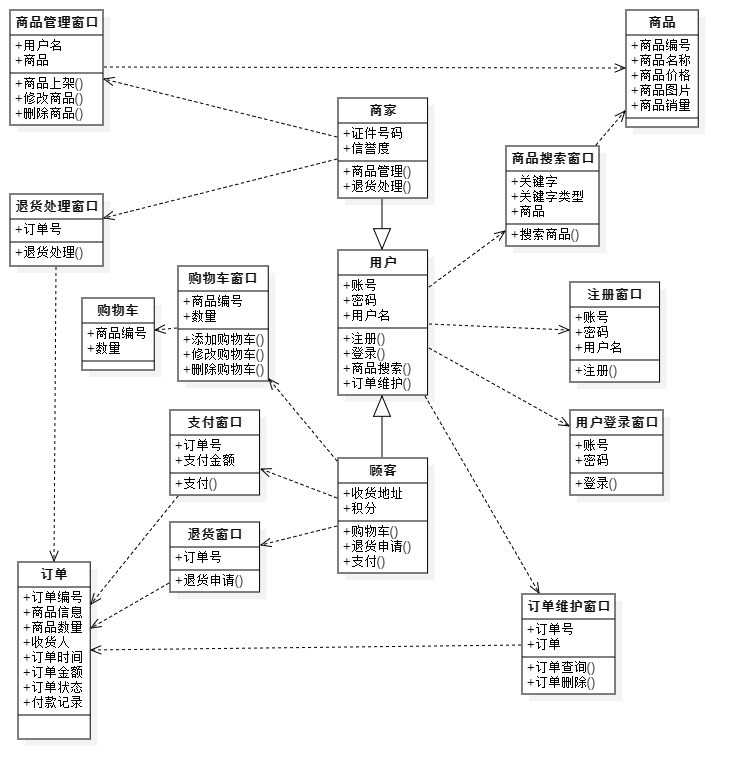 商品管理窗口
+用户名
+商品
+商品上架()
+修改商品()
+删除商品()
商品
+商品编号
+商品名称
+商品价格
+商品图片
+商品销量
商家
+证件号码
+信誉度
+商品管理()
+退货处理()
商品搜索窗口
+关键字
+关键字类型
+商品
+搜索商品()
退货处理窗口
+订单号
+退货处理()
用户
+账号
+密码
+用户名
+注册()
+登录()
+商品搜索()
+订单维护()
购物车窗口
+商品编号
+数量
+添加购物车()
+修改购物车()
+删除购物车()
购物车
+商品编号
+数量
注册窗口
+账号
+密码
+用户名
+注册()
支付窗口
+订单号
+支付金额
+支付()
用户登录窗口
+账号
+密码
+登录()
顾客
+收货地址
+积分
+购物车()
+退货申请()
+支付()
退货窗口
+订单号
+退货申请()
订单
+订单编号
+商品信息
+商品数量
+收货人
+订单时间
+订单金额
+订单状态
+付款记录
订单维护窗口
+订单号
+订单
+订单查询()
+订单删除()